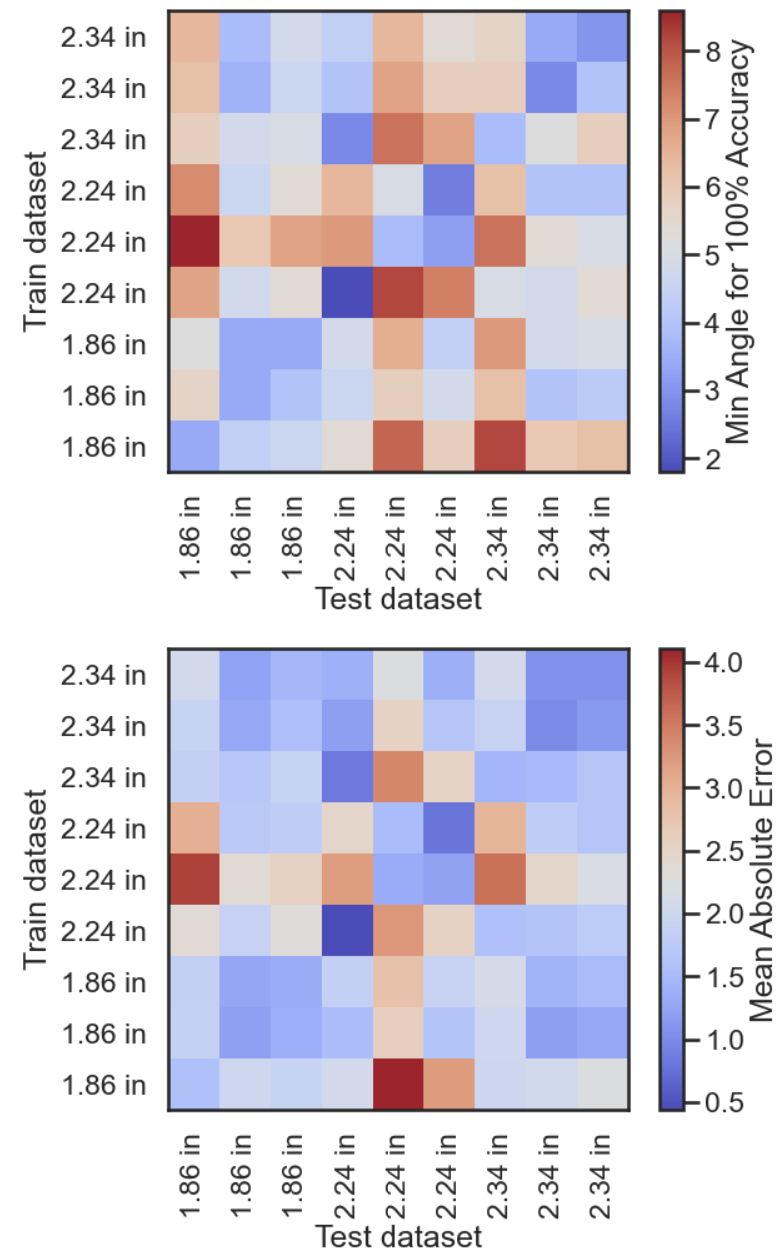 2.34 in
2.34 in
2.34 in
2.24 in
2.24 in
2.24 in
1.86 in
1.86 in
1.86 in
Train dataset
1.86 in
1.86 in
1.86 in
2.24 in
2.24 in
2.24 in
2.34 in
2.34 in
2.34 in
Test dataset
8
7
6
5
4
3
2
Min Angle for 100% Accuracy
2.34 in
2.34 in
2.34 in
2.24 in
2.24 in
2.24 in
1.86 in
1.86 in
1.86 in
Train dataset
1.86 in
1.86 in
1.86 in
2.24 in
2.24 in
2.24 in
2.34 in
2.34 in
2.34 in
Test dataset
4.0
3.5
3.0
2.5
2.0
1.5
1.0
0.5
Mean Absolute Error